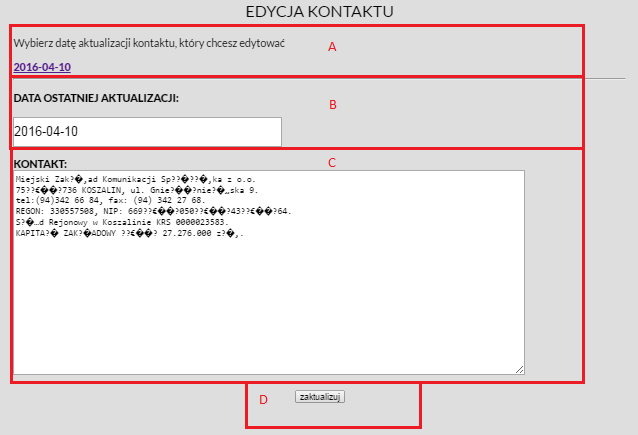 EDYCJA KONTAKTU
Wybierz datę aktualizacji kontaktu, który chcesz edytować
A
2016-04-10
DATA OSTATNIEJ AKTUALIZACJI:
B
2016-04-10
KONTAKT:
C
Miejski Zak?�‚ad Komunikacji Sp??�??�‚ka z o.o.
75??£��?736 KOSZALIN, ul. Gnie?��?nie?�„ska 9.
tel:(94)342 66 84, fax: (94) 342 27 68.
REGON: 330557508, NIP: 669??£��?050??£��?43??£��?64.
S?�…d Rejonowy w Koszalinie KRS 0000023583.
KAPITA?� ZAK?�ADOWY ??£��? 27.276.000 z?�‚.
D
zaktualizuj